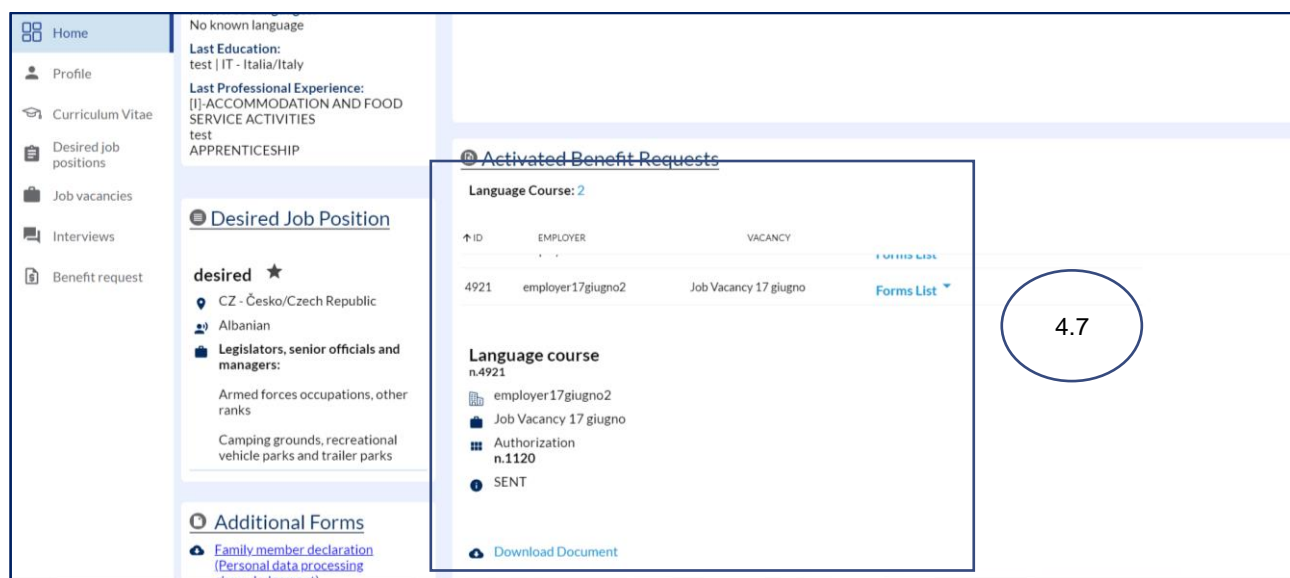 Home
Profile
Curriculum Vitae
Desired job
positions
Job vacancies
Interviews
Benefit request
No known language
Last Education:
test | IT - Italia/Italy
Last Professional Experience:
[I]-ACCOMMODATION AND FOOD
SERVICE ACTIVITIES
test
APPRENTICESHIP
Desired Job Position
desired
CZ - Česko/Czech Republic
Albanian
Legislators, senior officials and
managers:
Armed forces occupations, other
ranks
Camping grounds, recreational
vehicle parks and trailer parks
Additional Forms
Family member declaration
(Personal data processing
Activated Benefit Requests
Language Course: 2
ID EMPLOYER VACANCY
Forms List
4921 employer17giugno2 Job Vacancy 17 giugno Forms List
Language course
n.4921
employer17giugno2
Job Vacancy 17 giugno
Authorization
n.1120
SENT
Download Document
4.7